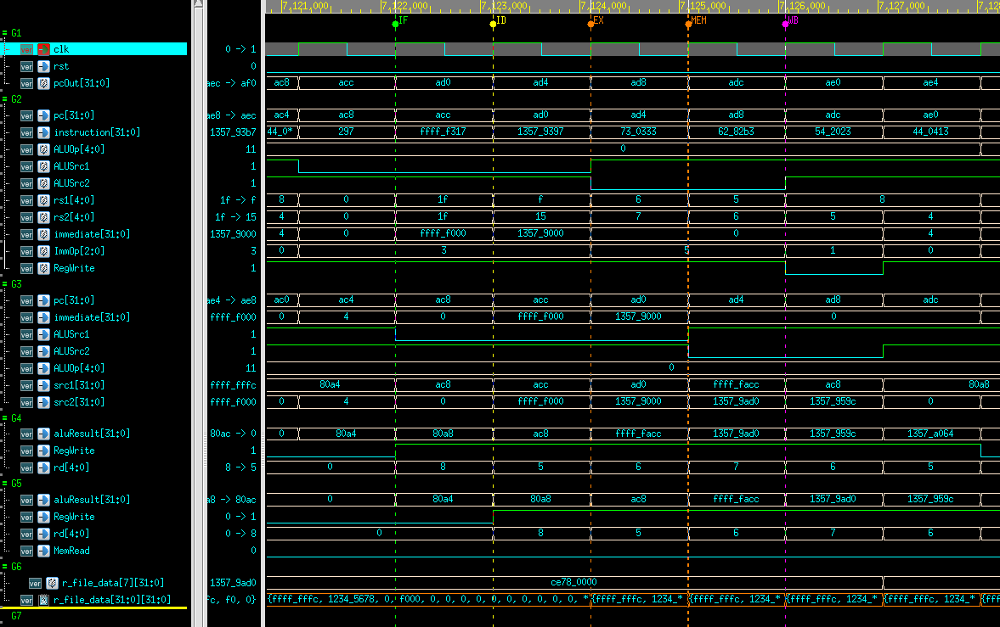 7,121,000 7,122,000 7,123,000 7,124,000 7,125,000 7,126,000 7,127,000 7,128
IF ID EX MEM WB
G1
ver clk 0 -> 1
ver rst 0
ver pcOut[31:0] aec -> af0 ac8 acc ad0 ad4 ad8 adc ae0 ae4
G2
ver pc[31:0] ae8 -> aec ac4 ac8 acc ad0 ad4 ad8 adc ae0
ver instruction[31:0] 1357_93b7 44_0* 297 ffff_f317 1357_9397 73_0333 62_82b3 54_2023 44_0413
ver ALUOp[4:0] 11 0
ver ALUSrc1 1
ver ALUSrc2 1
ver rs1[4:0] 1f -> f 8 0 1f f 6 5 8
ver rs2[4:0] 1f -> 15 4 0 1f 15 7 6 5 4
ver immediate[31:0] 1357_9000 4 0 ffff_f000 1357_9000 0 4
ver ImmOp[2:0] 3 0 3 5 1 0
ver RegWrite 1
G3
ver pc[31:0] ae4 -> ae8 ac0 ac4 ac8 acc ad0 ad4 ad8 adc
ver immediate[31:0] ffff_f000 0 4 0 ffff_f000 1357_9000 0
ver ALUSrc1 1
ver ALUSrc2 1
ver ALUOp[4:0] 11 0
ver src1[31:0] ffff_fffc 80a4 ac8 acc ad0 ffff_facc ac8 80a8
ver src2[31:0] ffff_f000 0 4 0 ffff_f000 1357_9000 1357_9ad0 1357_959c 0
G4
ver aluResult[31:0] 80ac -> 0 0 80a4 80a8 ac8 ffff_facc 1357_9ad0 1357_959c 1357_a064
ver RegWrite 1
ver rd[4:0] 8 -> 5 0 8 5 6 7 6 5
G5
ver aluResult[31:0] a8 -> 80ac 0 80a4 80a8 ac8 ffff_facc 1357_9ad0 1357_959c
ver RegWrite 0 -> 1
ver rd[4:0] 0 -> 8 0 8 5 6 7 6
ver MemRead 0
G6
ver r_file_data[7][31:0] 1357_9ad0 ce78_0000
ver r_file_data[31:0][31:0] fc, f0, 0} {ffff_fffc, 1234_5678, 0, f000, 0, 0, 0, 0, 0, 0, 0, 0, 0, * {ffff_fffc, 1234_* {ffff_fffc, 1234_* {ffff_fffc, 1234_* {ffff_fffc, 1234_* {fff
G7